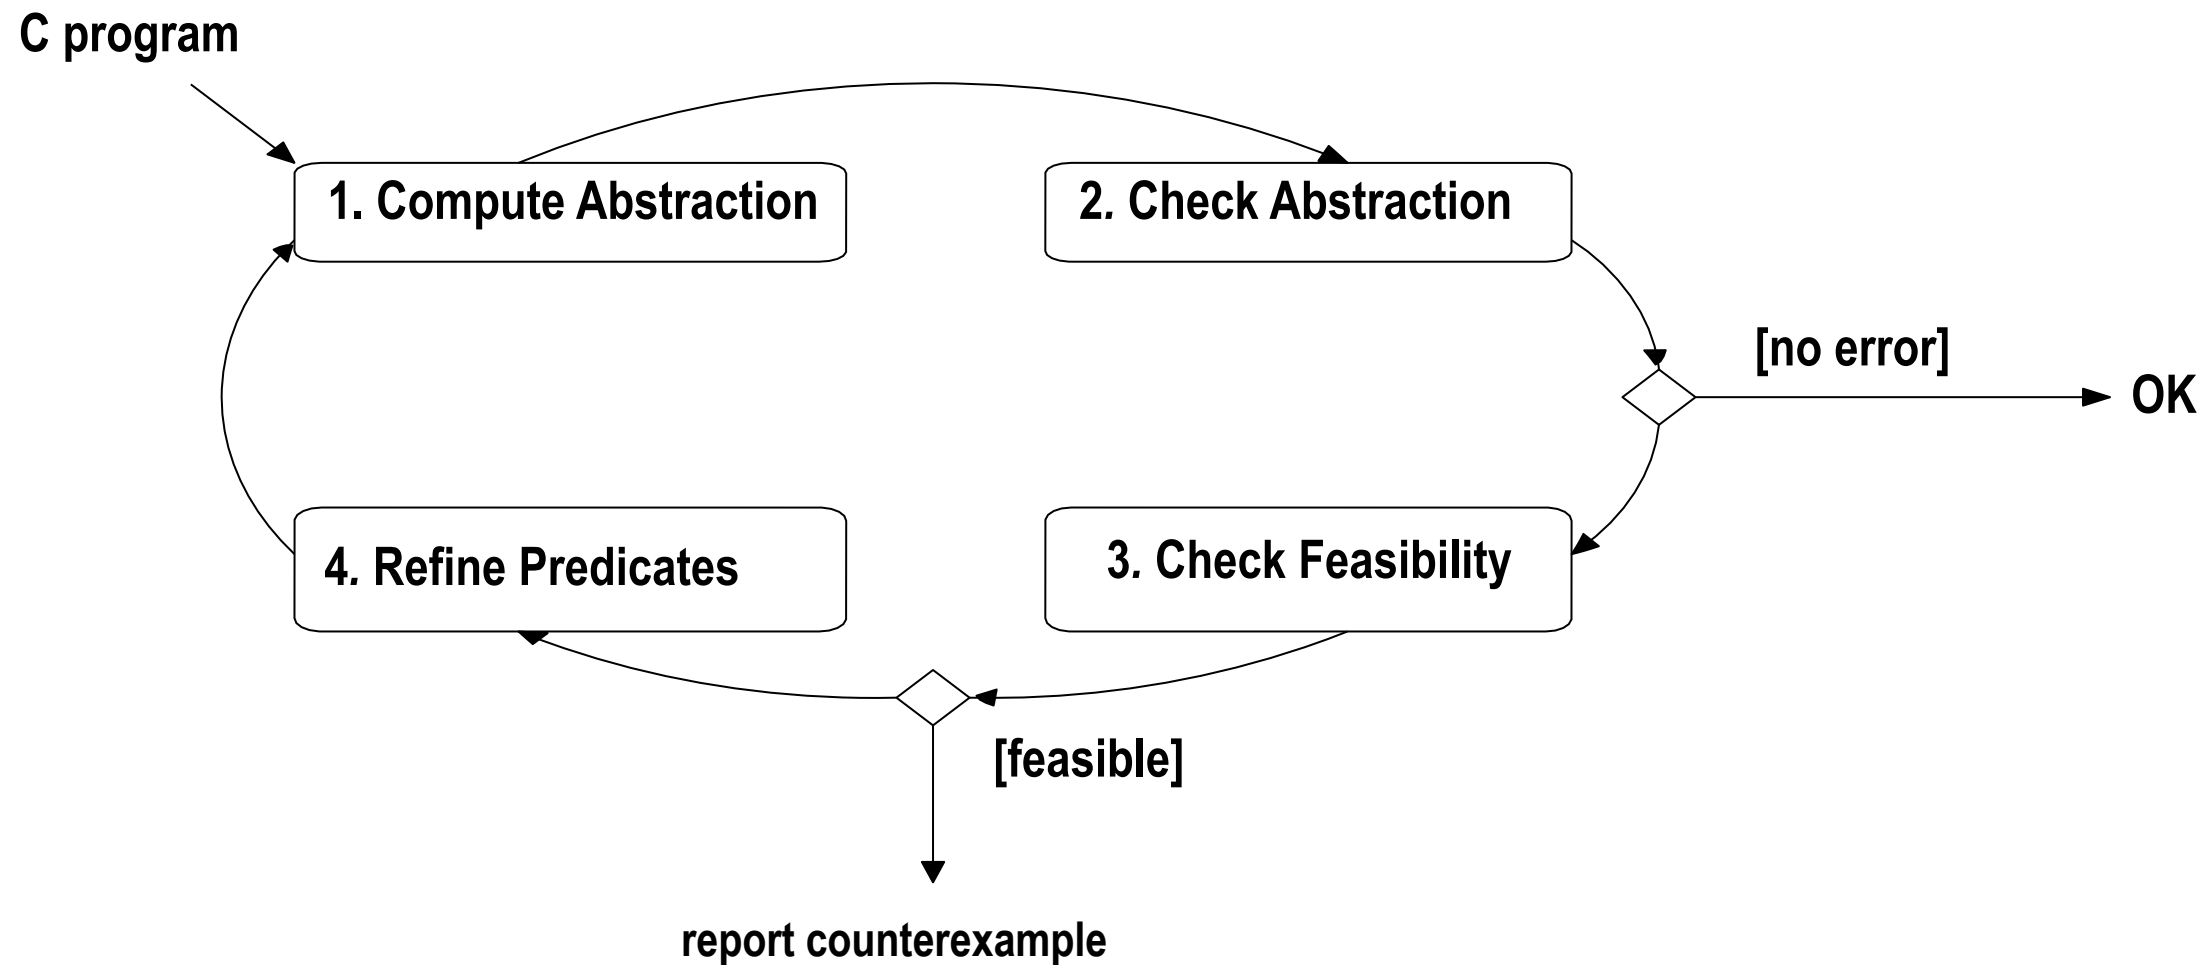 C program
1. Compute Abstraction
2. Check Abstraction
[no error]
OK
4. Refine Predicates
3. Check Feasibility
[feasible]
report counterexample